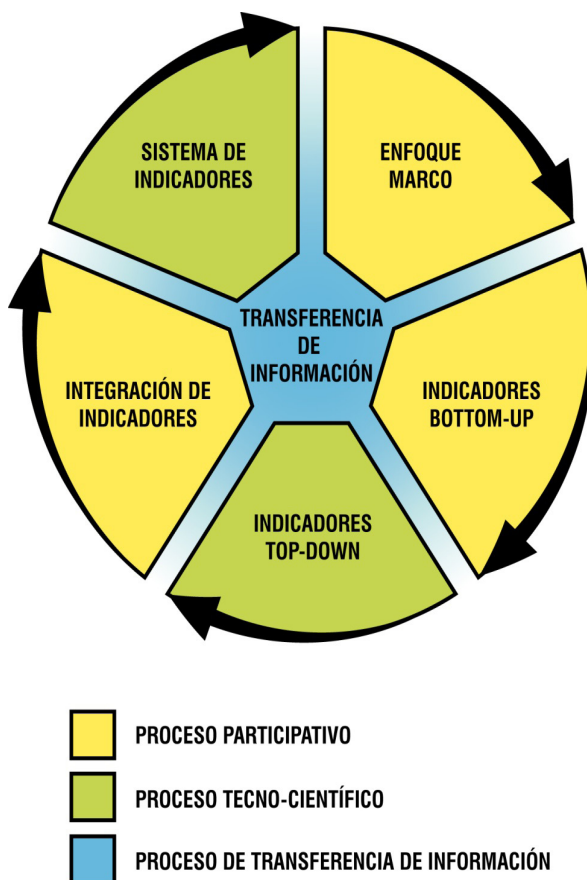 SISTEMA DE
INDICADORES
ENFOQUE
MARCO
TRANSFERENCIA
DE
INFORMACIÓN
INTEGRACIÓN DE
INDICADORES
INDICADORES
BOTTOM-UP
INDICADORES
TOP-DOWN
PROCESO PARTICIPATIVO
PROCESO TECNO-CIENTÍFICO
PROCESO DE TRANSFERENCIA DE INFORMACIÓN